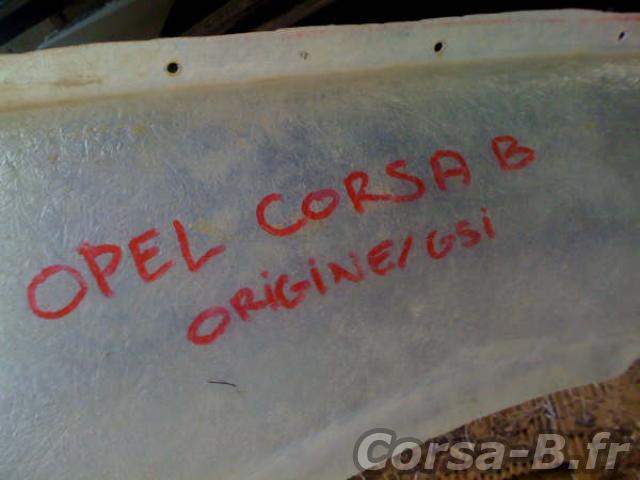 OPEL CORSA B
ORIGINE/GSi
© Corsa-B.fr